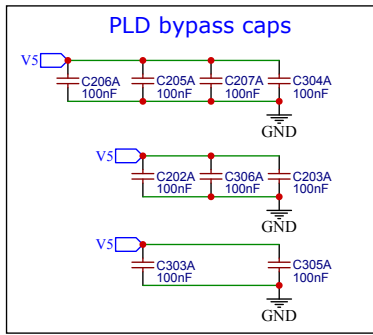 PLD bypass caps
V5
C206A C205A C207A C304A
100nF 100nF 100nF 100nF
GND
V5
C202A C306A C203A
100nF 100nF 100nF
GND
V5
C303A C305A
100nF 100nF
GND